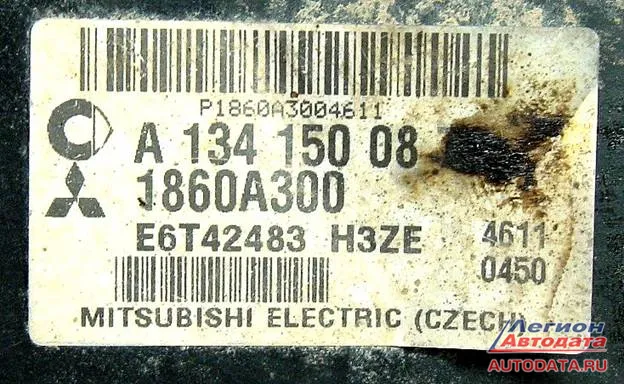 P1860A3004611
A 134 150 08
1860A300
E6T42483 H3ZE 4611
0450
MITSUBISHI ELECTRIC (CZECH)
Легион
Автодата
AUTODATA.RU